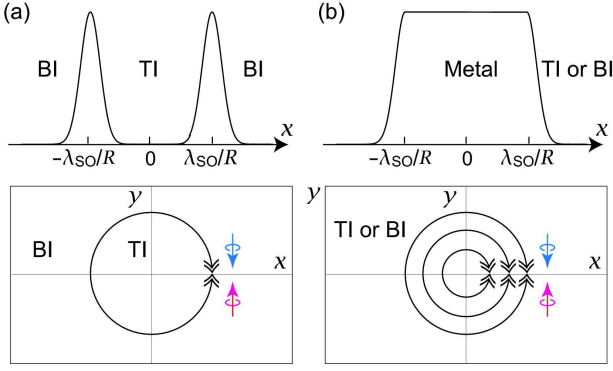 (a)
BI TI BI
x
−λSO/R 0 λSO/R
y
BI TI
x
(b)
Metal
TI or BI
x
−λSO/R 0 λSO/R
y y
TI or BI
x